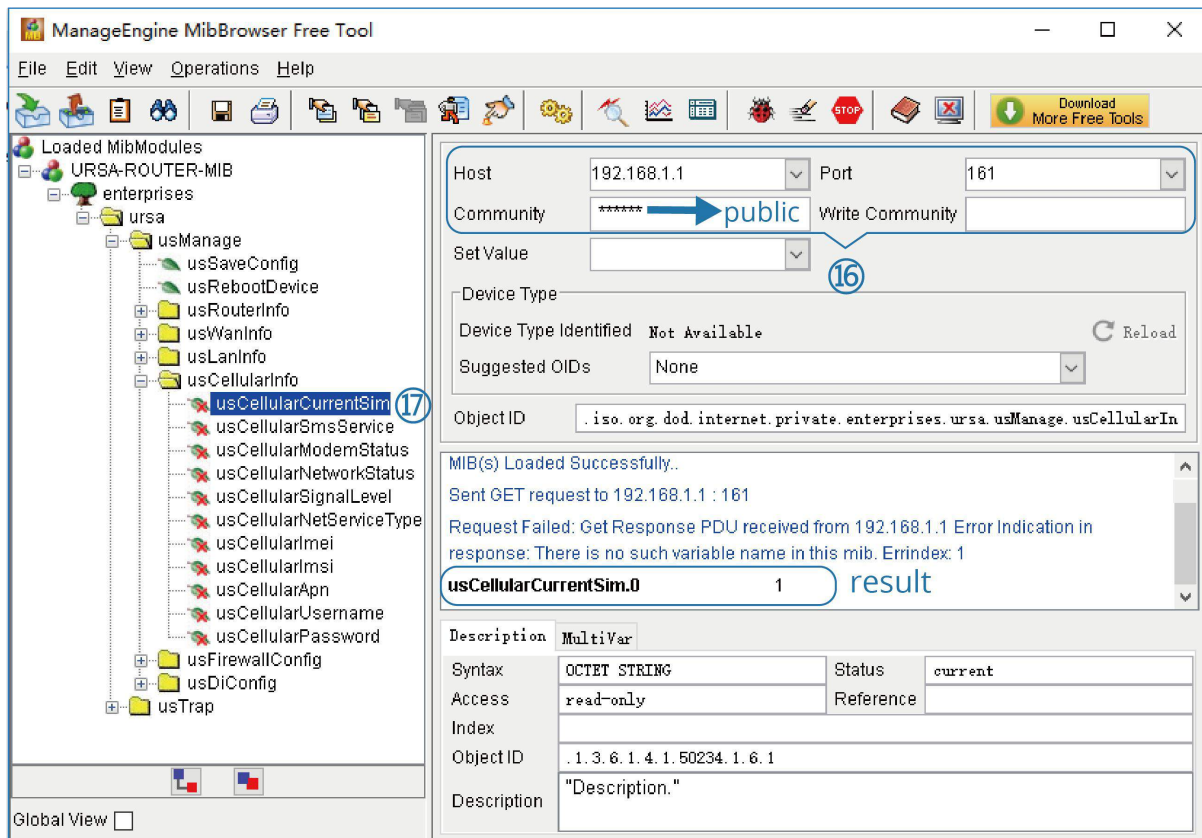 ManageEngine MibBrowser Free Tool
File Edit View Operations Help
STOP
Download
More Free Tools
Loaded MibModules
URSA-ROUTER-MIB
enterprises
ursa
usManage
usSaveConfig
usRebootDevice
usRouterInfo
usWanInfo
usLanInfo
usCellularInfo
usCellularCurrentSim ⑰
usCellularSmsService
usCellularModemStatus
usCellularNetworkStatus
usCellularSignalLevel
usCellularNetServiceType
usCellularImei
usCellularImsi
usCellularApn
usCellularUsername
usCellularPassword
usFirewallConfig
usDiConfig
usTrap
Global View
Host 192.168.1.1 Port 161
Community ****** public Write Community
Set Value
⑯
Device Type
Device Type Identified Not Available Reload
Suggested OIDs None
Object ID .iso.org.dod.internet.private.enterprises.ursa.usManage.usCellularIn
MIB(s) Loaded Successfully..
Sent GET request to 192.168.1.1 : 161
Request Failed: Get Response PDU received from 192.168.1.1 Error Indication in
response: There is no such variable name in this mib. Errindex: 1
usCellularCurrentSim.0 1 result
Description MultiVar
Syntax OCTET STRING Status current
Access read-only Reference
Index
Object ID .1.3.6.1.4.1.50234.1.6.1
Description "Description."